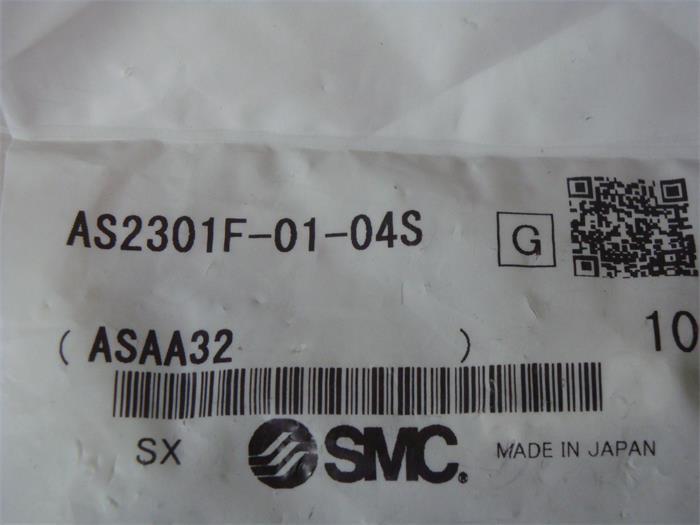 AS2301F-01-04S G
( ASAA32 ) 10
SX SMC® MADE IN JAPAN